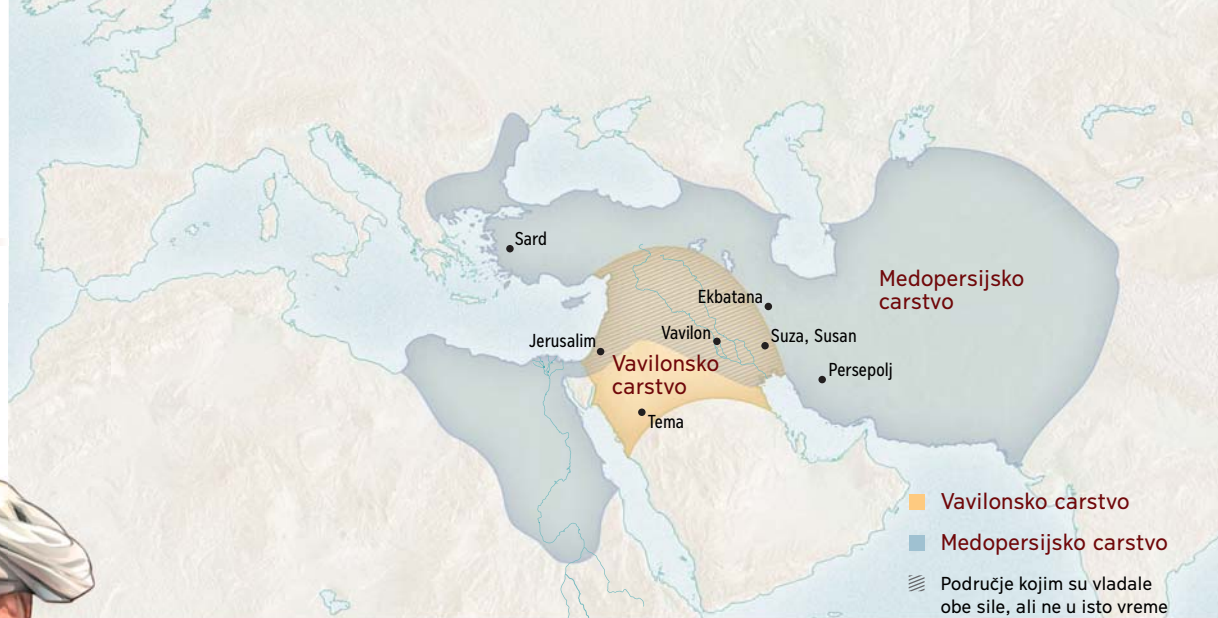 Sard
Medopersijsko
carstvo
Ekbatana
Jerusalim
Vavilon
Suza, Susan
Vavilonsko
carstvo
Persepolj
Tema
Vavilonsko carstvo
Medopersijsko carstvo
Područje kojim su vladale
obe sile, ali ne u isto vreme